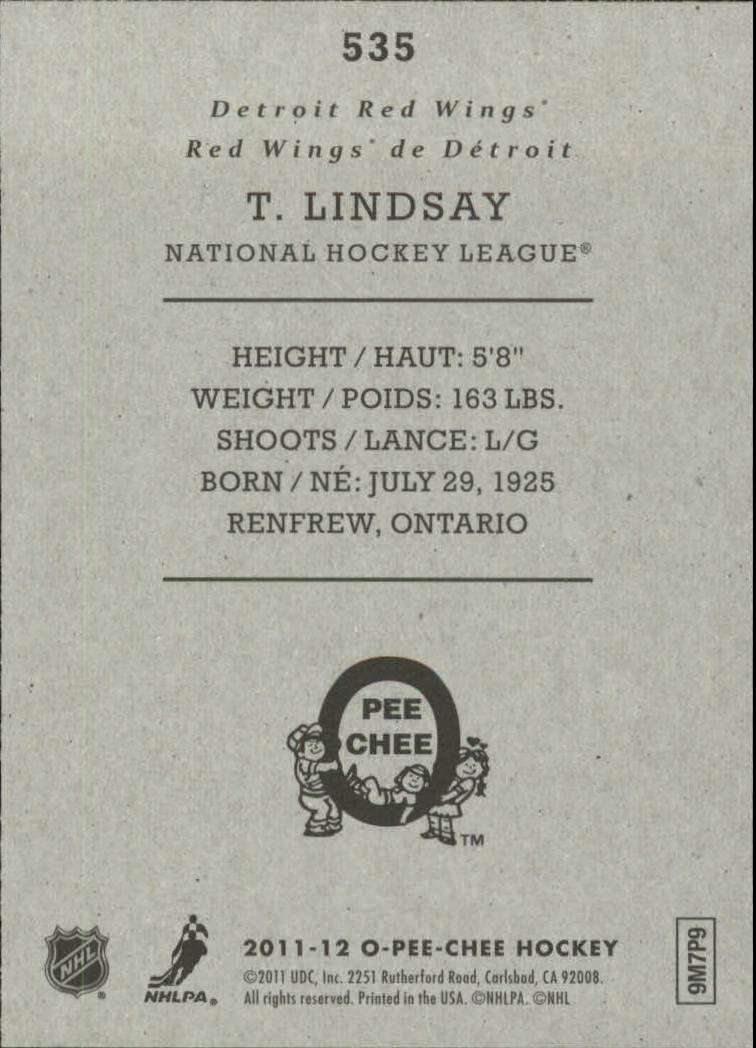 535
Detroit Red Wings®
Red Wings® de Détroit
T. LINDSAY
NATIONAL HOCKEY LEAGUE®
HEIGHT / HAUT: 5'8"
WEIGHT / POIDS: 163 LBS.
SHOOTS / LANCE: L/G
BORN / NÉ: JULY 29, 1925
RENFREW, ONTARIO
O
PEE
CHEE
TM
NHL
®
NHLPA®
2011-12 O-PEE-CHEE HOCKEY
©2011 UDC, Inc. 2251 Rutherford Road, Carlsbad, CA 92008.
All rights reserved. Printed in the USA. ©NHLPA. ©NHL
9M7P9